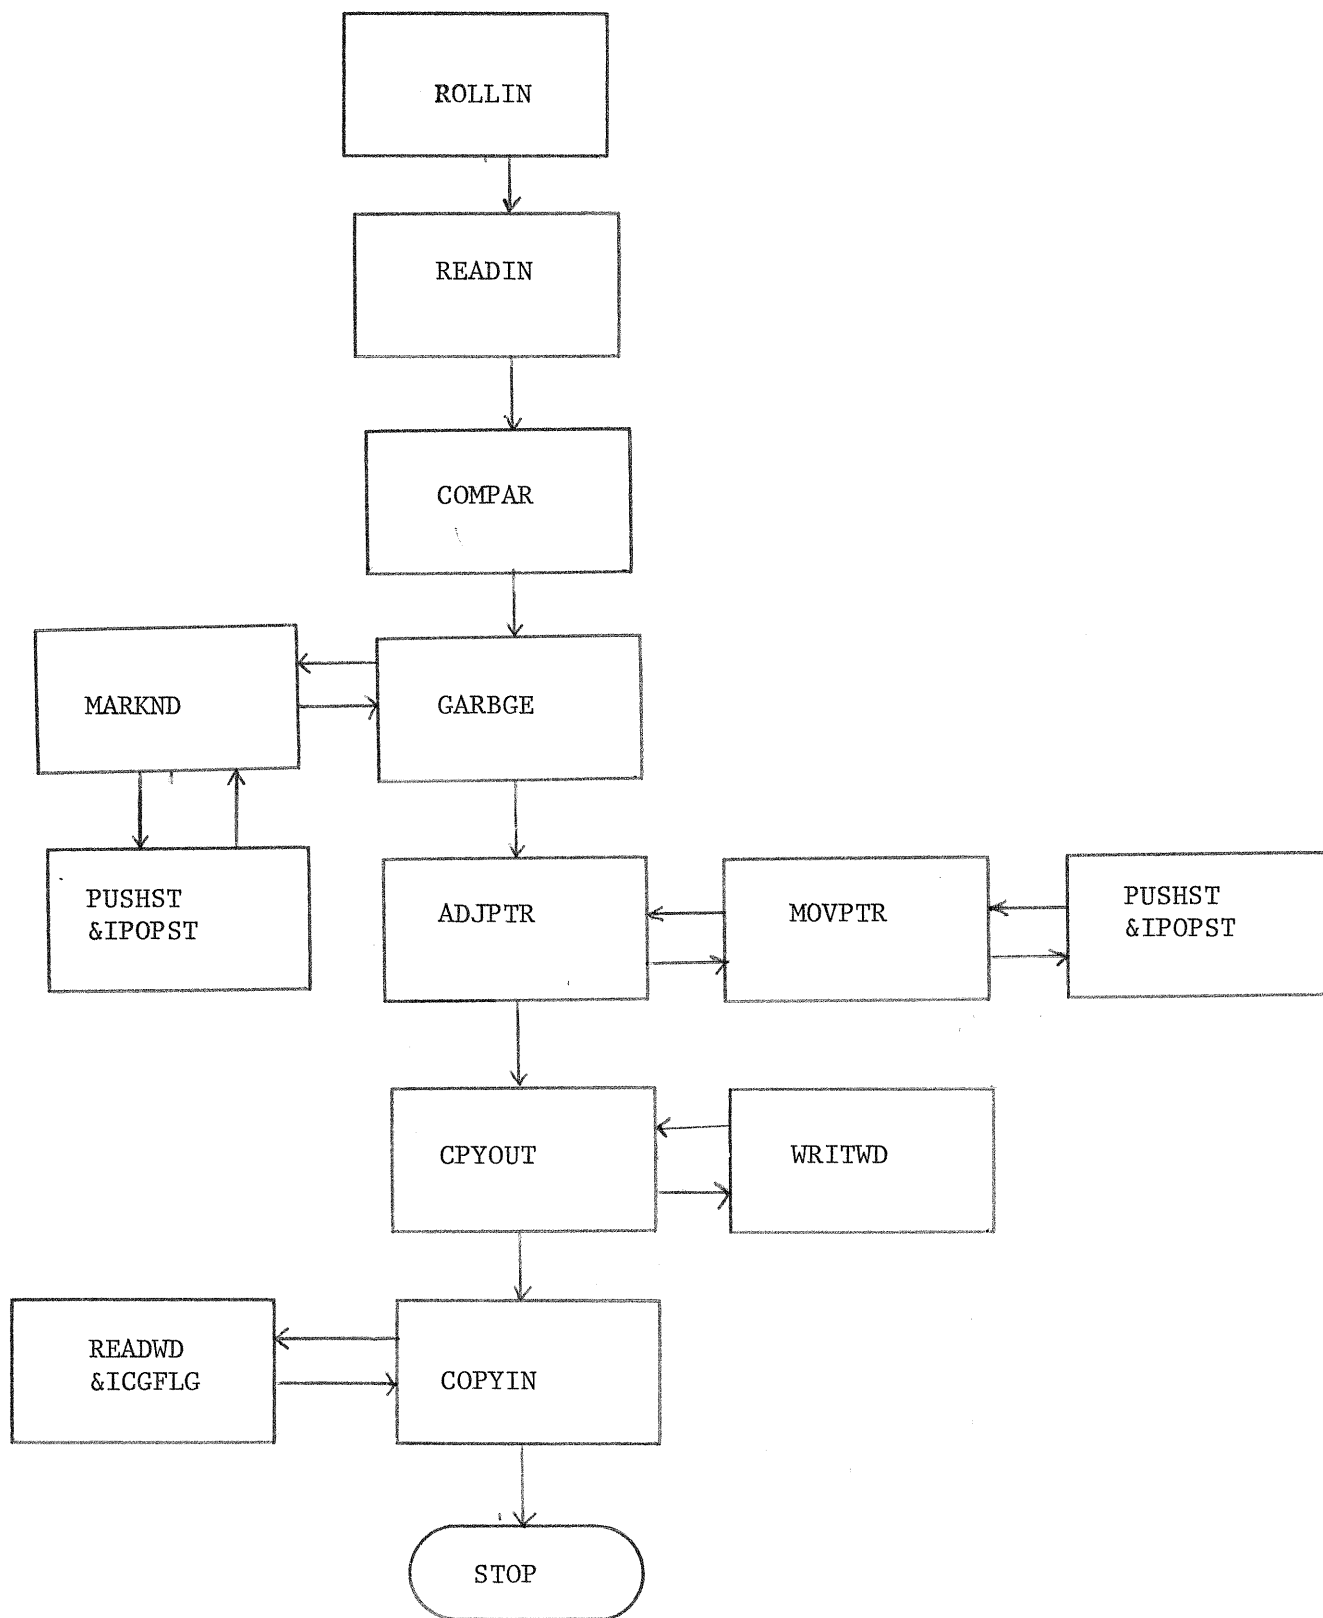 ROLLIN
READIN
COMPAR
MARKND
GARBGE
PUSHST
&IPOPST
ADJPTR
MOVPTR
PUSHST
&IPOPST
CPYOUT
WRITWD
READWD
&ICGFLG
COPYIN
STOP